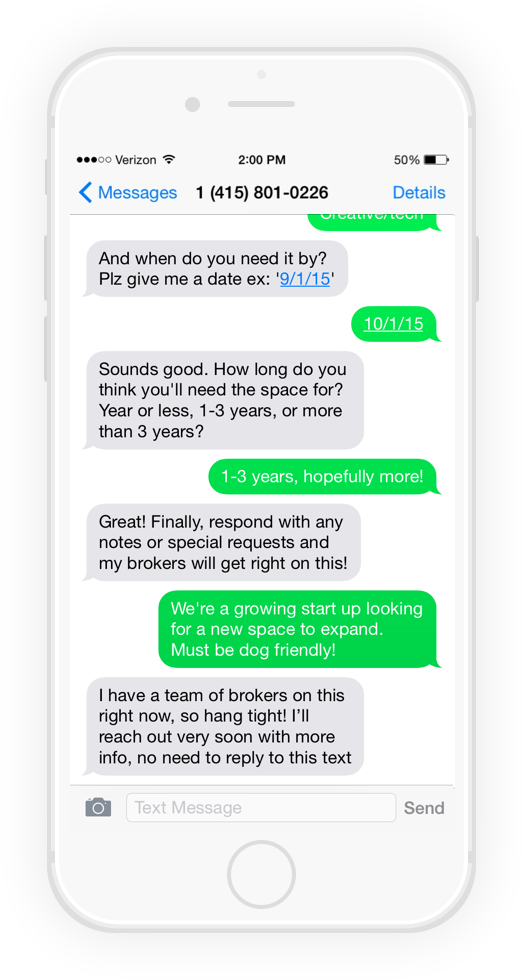 Verizon 2:00 PM 50%
Messages 1 (415) 801-0226 Details
Creative/tech
And when do you need it by?
Plz give me a date ex: '9/1/15'
10/1/15
Sounds good. How long do you
think you'll need the space for?
Year or less, 1-3 years, or more
than 3 years?
1-3 years, hopefully more!
Great! Finally, respond with any
notes or special requests and
my brokers will get right on this!
We're a growing start up looking
for a new space to expand.
Must be dog friendly!
I have a team of brokers on this
right now, so hang tight! I’ll
reach out very soon with more
info, no need to reply to this text
Text Message Send